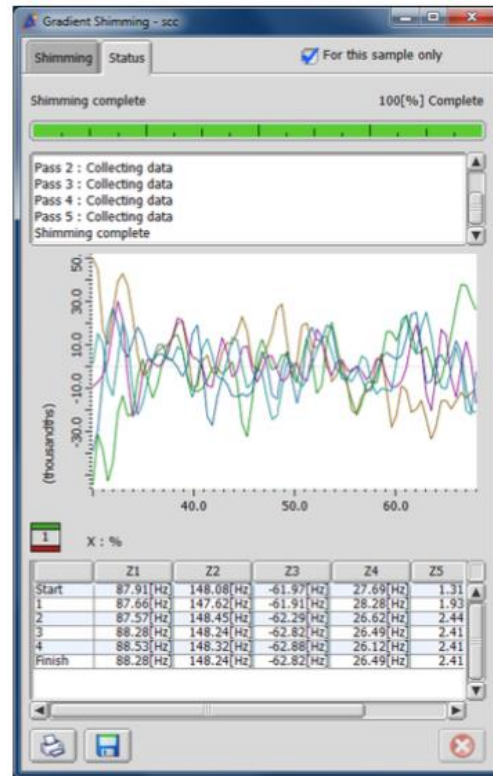 Gradient Shimming - scc
Shimming Status For this sample only
Shimming complete 100[%] Complete
Pass 2 : Collecting data
Pass 3 : Collecting data
Pass 4 : Collecting data
Pass 5 : Collecting data
Shimming complete
50.
30.0
10.0
-10.0
-30.0
(thousandths)
40.0 50.0 60.0
1 X : %
Z1 Z2 Z3 Z4 Z5
Start 87.91[Hz] 148.08[Hz] -61.97[Hz] 27.69[Hz] 1.31
1 87.66[Hz] 147.62[Hz] -61.91[Hz] 28.28[Hz] 1.93
2 87.57[Hz] 148.45[Hz] -62.29[Hz] 26.62[Hz] 2.44
3 88.28[Hz] 148.24[Hz] -62.82[Hz] 26.49[Hz] 2.41
4 88.53[Hz] 148.32[Hz] -62.88[Hz] 26.12[Hz] 2.41
Finish 88.28[Hz] 148.24[Hz] -62.82[Hz] 26.49[Hz] 2.41